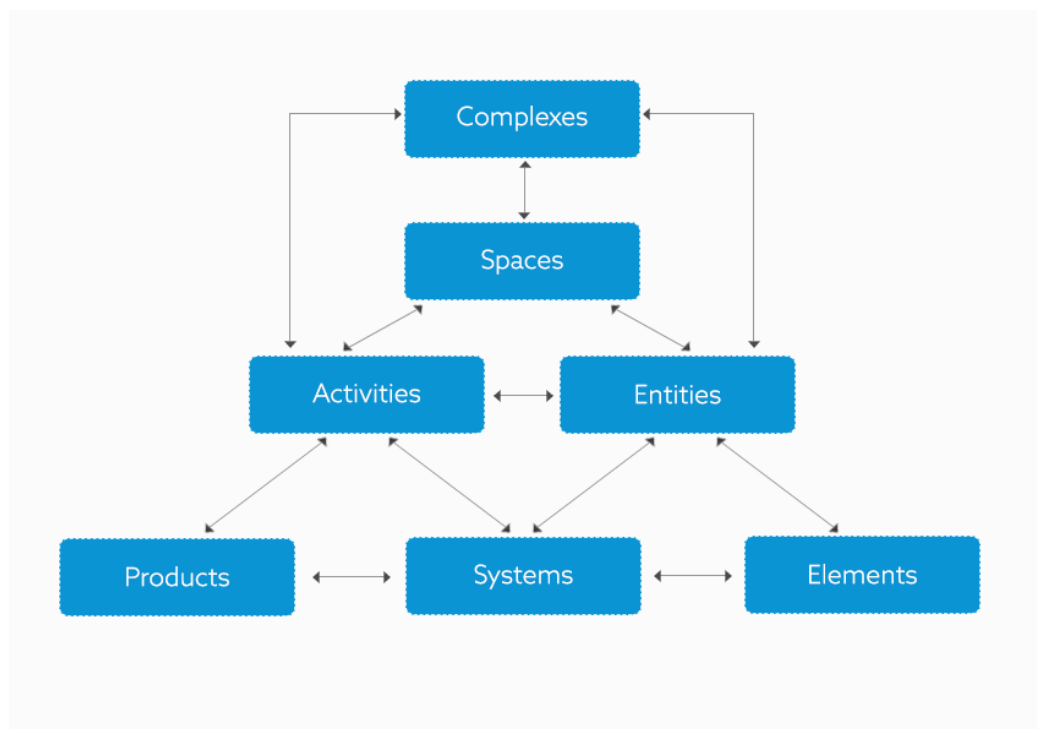 Complexes
Spaces
Activities
Entities
Products
Systems
Elements